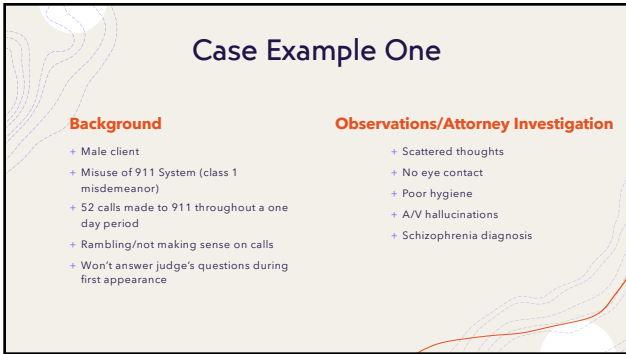 Case Example One
Background
+ Male client
+ Misuse of 911 System (class 1
misdemeanor)
+ 52 calls made to 911 throughout a one
day period
+ Rambling/not making sense on calls
+ Won't answer judge's questions during
first appearance
Observations/Attorney Investigation
+ Scattered thoughts
+ No eye contact
+ Poor hygiene
+ A/V hallucinations
+ Schizophrenia diagnosis